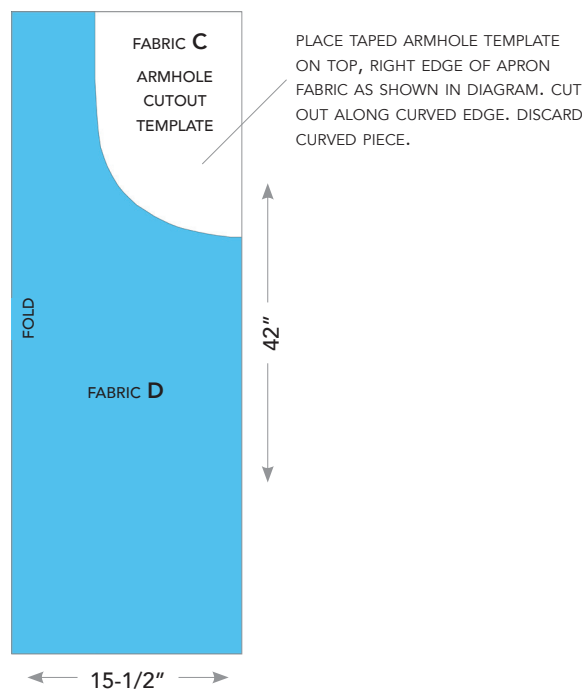 FABRIC C
ARMHOLE
CUTOUT
TEMPLATE
PLACE TAPED ARMHOLE TEMPLATE
ON TOP, RIGHT EDGE OF APRON
FABRIC AS SHOWN IN DIAGRAM. CUT
OUT ALONG CURVED EDGE. DISCARD
CURVED PIECE.
FOLD
42"
FABRIC D
15-1/2"